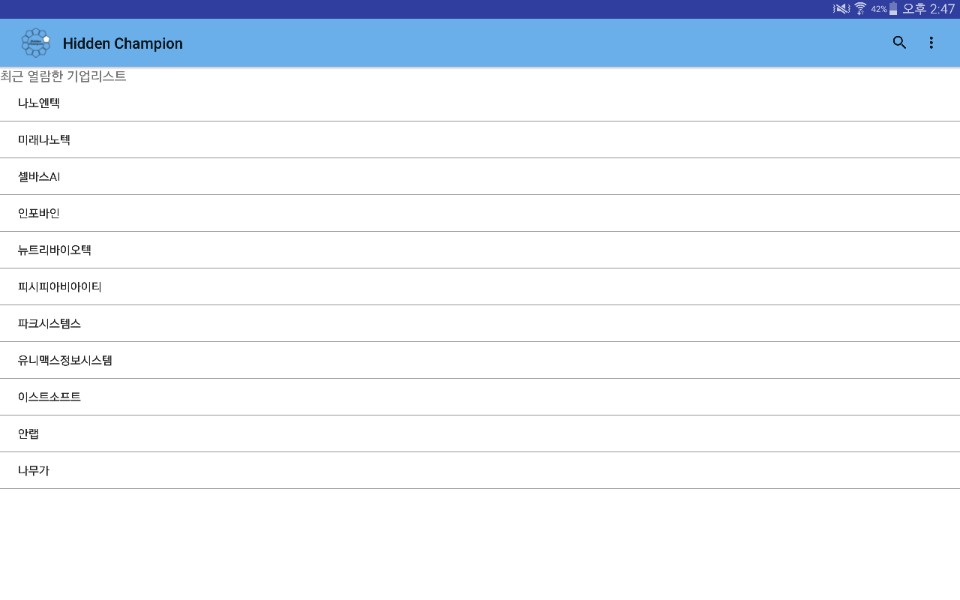 42% 오후 2:47
Hidden Champion
최근 열람한 기업리스트
나노엔텍
미래나노텍
셀바스AI
인포바인
뉴트리바이오텍
피시피아비아이티
파크시스템스
유니맥스정보시스템
이스트소프트
안랩
나무가